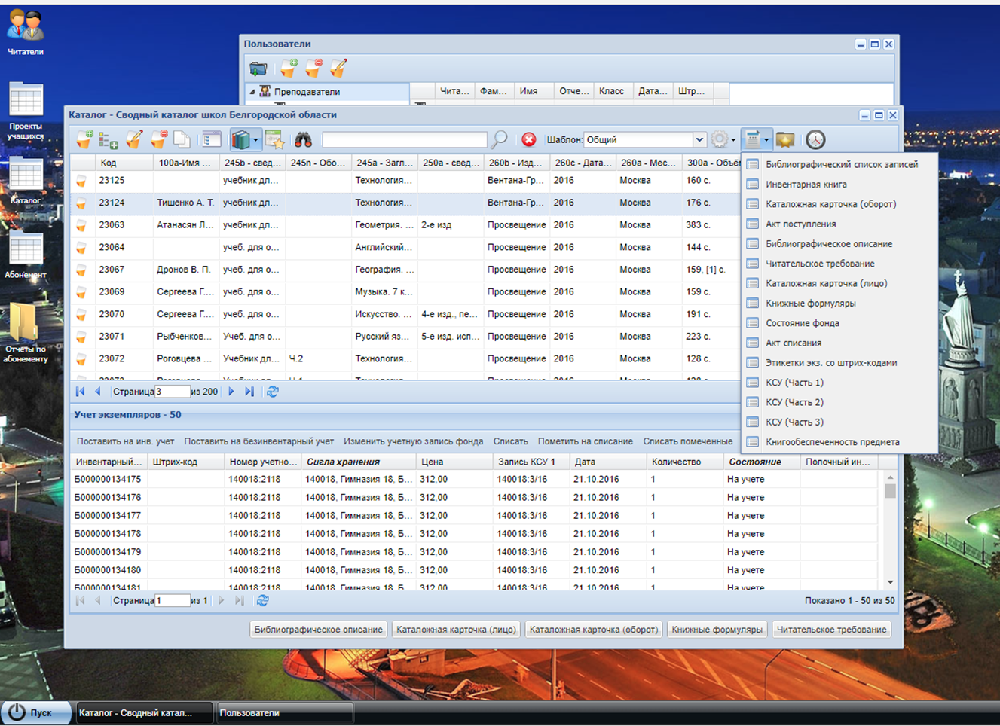 Читатели
Проекты
учащихся
Каталог
Абонемент
Отчеты по
абонементу
Пользователи
Преподаватели
Чита... Фам... Имя Отче... Класс Дата... Штр...
Каталог - Сводный каталог школ Белгородской области
Шаблон: Общий
Код 100a-Имя ... 245b - свед... 245n - Обо... 245a - Загл... 250a - свед... 260b - Изд... 260c - Дата... 260a - Мес... 300a - Объём
23125 учебник дл... Технология... Вентана-Гр... 2016 Москва 160 с.
23124 Тишенко А. Т. учебник дл... Технология... Вентана-Гр... 2016 Москва 176 с.
23063 Атанасян Л... учебник дл... Геометрия. ... 2-е изд Просвещение 2016 Москва 383 с.
23064 учеб. для о... Английский... Просвещение 2016 Москва 144 с.
23067 Дронов В. П. учеб. для о... География. ... Просвещение 2016 Москва 159, [1] с.
23069 Сергеева Г.... учеб. для о... Музыка. 7 к... Просвещение 2016 Москва 159 с.
23070 Сергеева Г.... учеб. для о... Искусство. ... 4-е изд., пе... Просвещение 2016 Москва 191 с.
23071 Рыбченков... Учеб. для о... Русский яз... 5-е изд. исп... Просвещение 2016 Москва 223 с.
23072 Роговцева ... Учебник дл... Ч.2 Технология... Просвещение 2016 Москва 128 с.
Страница 3 из 200
Библиографический список записей
Инвентарная книга
Каталожная карточка (оборот)
Акт поступления
Библиографическое описание
Читательское требование
Каталожная карточка (лицо)
Книжные формуляры
Состояние фонда
Акт списания
Этикетки экз. со штрих-кодами
КСУ (Часть 1)
КСУ (Часть 2)
КСУ (Часть 3)
Книгообеспеченность предмета
Учет экземпляров - 50
Поставить на инв. учет Поставить на безинвентарный учет Изменить учетную запись фонда Списать Пометить на списание Списать помеченные
Инвентарный... Штрих-код Номер учетно... Сигла хранения Цена Запись КСУ 1 Дата Количество Состояние Полочный ин...
Б000000134175 140018:2118 140018, Гимназия 18, Б... 312,00 140018:3/16 21.10.2016 1 На учете
Б000000134176 140018:2118 140018, Гимназия 18, Б... 312,00 140018:3/16 21.10.2016 1 На учете
Б000000134177 140018:2118 140018, Гимназия 18, Б... 312,00 140018:3/16 21.10.2016 1 На учете
Б000000134178 140018:2118 140018, Гимназия 18, Б... 312,00 140018:3/16 21.10.2016 1 На учете
Б000000134179 140018:2118 140018, Гимназия 18, Б... 312,00 140018:3/16 21.10.2016 1 На учете
Б000000134180 140018:2118 140018, Гимназия 18, Б... 312,00 140018:3/16 21.10.2016 1 На учете
Б000000134181 140018:2118 140018, Гимназия 18, Б... 312,00 140018:3/16 21.10.2016 1 На учете
Страница 1 из 1 Показано 1 - 50 из 50
Библиографическое описание Каталожная карточка (лицо) Каталожная карточка (оборот) Книжные формуляры Читательское требование
Пуск Каталог - Сводный катал... Пользователи